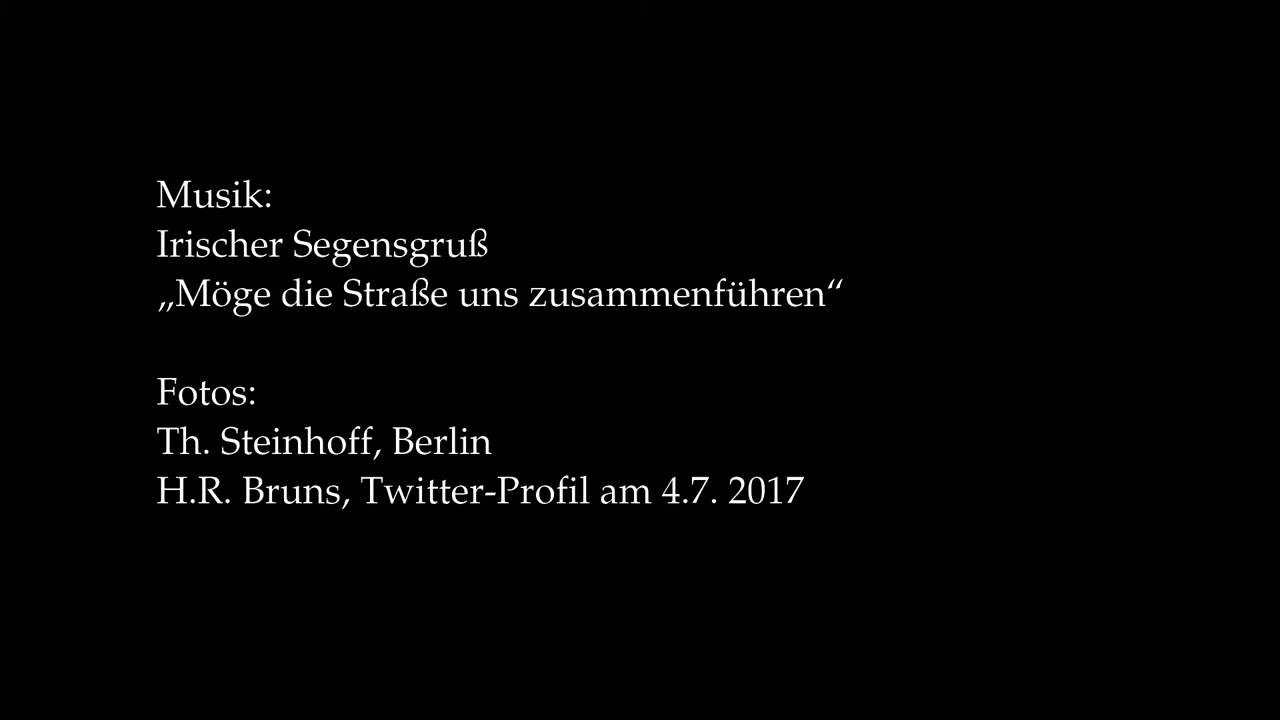 Musik:
Irischer Segensgruß
„Möge die Straße uns zusammenführen“
Fotos:
Th. Steinhoff, Berlin
H.R. Bruns, Twitter-Profil am 4.7. 2017